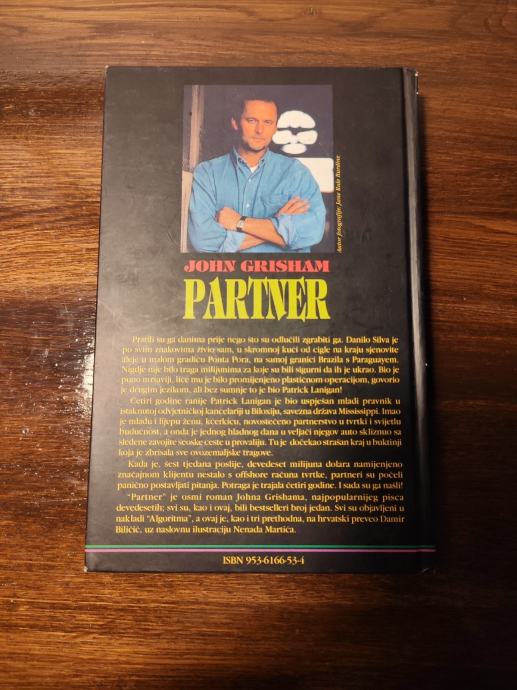 Autor fotografije: Jane Rule Burdine
JOHN GRISHAM
PARTNER
Pratili su ga danima prije nego što su odlučili zgrabiti ga. Danilo Silva je
po svim znakovima živio sam, u skromnoj kući od cigle na kraju sjenovite
aleje u malom gradiću Ponta Pora, na samoj granici Brazila s Paragvayem.
Nigdje nije bilo traga milijunima za koje su bili sigurni da ih je ukrao. Bio je
puno mršaviji, lice mu je bilo promijenjeno plastičnom operacijom, govorio
je drugim jezikom, ali bez sumnje to je bio Patrick Lanigan!
Četiri godine ranije Patrick Lanigan je bio uspješan mladi pravnik u
istaknutoj odvjetničkoj kancelariji u Biloxiju, savezna država Mississippi. Imao
je mladu i lijepu ženu, kćerkicu, novostečeno partnerstvo u tvrtki i svijetlu
budućnost, a onda je jednog hladnog dana u veljači njegov auto skliznuo sa
sleđene zavojite seoske ceste u provaliju. Tu je dočekao strašan kraj u buktinji
koja je zbrisala sve ovozemaljske tragove.
Kada je, šest tjedana poslije, devedeset milijuna dolara namijenjeno
značajnom klijentu nestalo s offshore računa tvrtke, partneri su počeli
panično postavljati pitanja. Potraga je trajala četiri godine. I sada su ga našli!
"Partner" je osmi roman Johna Grishama, najpopularnijeg pisca
devedesetih; svi su, kao i ovaj, bili bestselleri broj jedan. Svi su objavljeni u
nakladi "Algoritma", a ovaj je, kao i tri prethodna, na hrvatski preveo Damir
Biličić, uz naslovnu ilustraciju Nenada Martića.
ISBN 953-6166-53-4